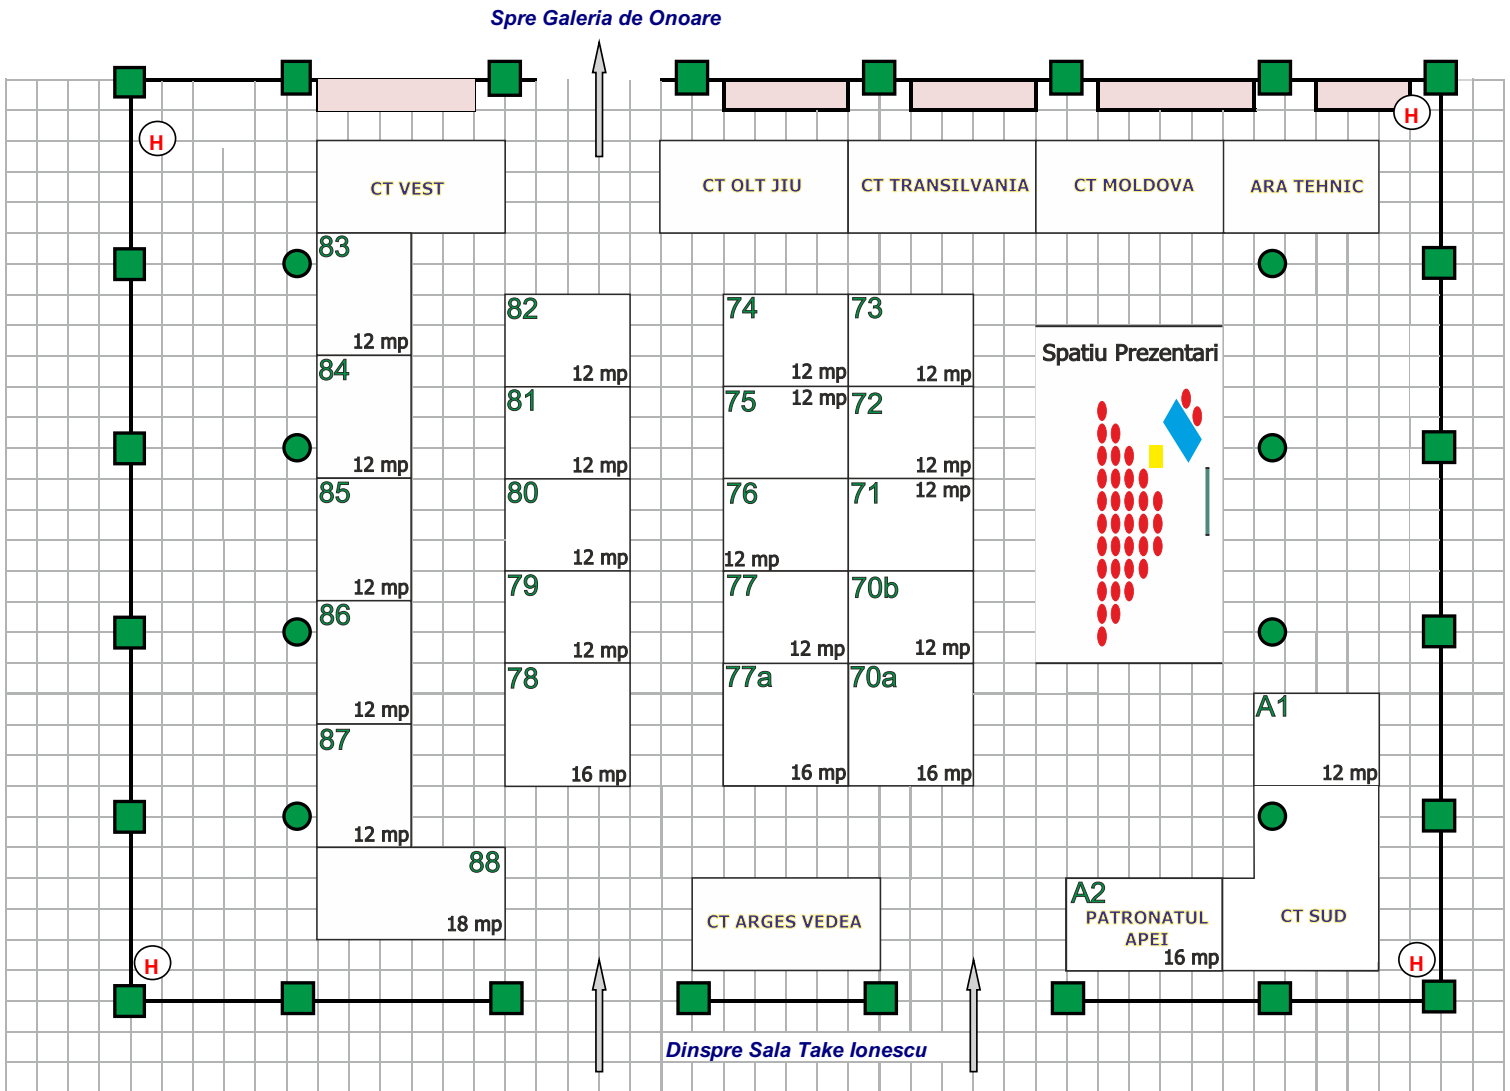 Spre Galeria de Onoare
H
H
CT VEST
CT OLT JIU
CT TRANSILVANIA
CT MOLDOVA
ARA TEHNIC
83
12 mp
84
12 mp
85
12 mp
86
12 mp
87
12 mp
88
18 mp
82
12 mp
81
12 mp
80
12 mp
79
12 mp
78
16 mp
74
12 mp
75
12 mp
76
12 mp
77
12 mp
77a
16 mp
73
12 mp
72
12 mp
71
12 mp
70b
12 mp
70a
16 mp
Spatiu Prezentari
A1
12 mp
CT ARGES VEDEA
A2
PATRONATUL
APEI
16 mp
CT SUD
H
H
Dinspre Sala Take Ionescu